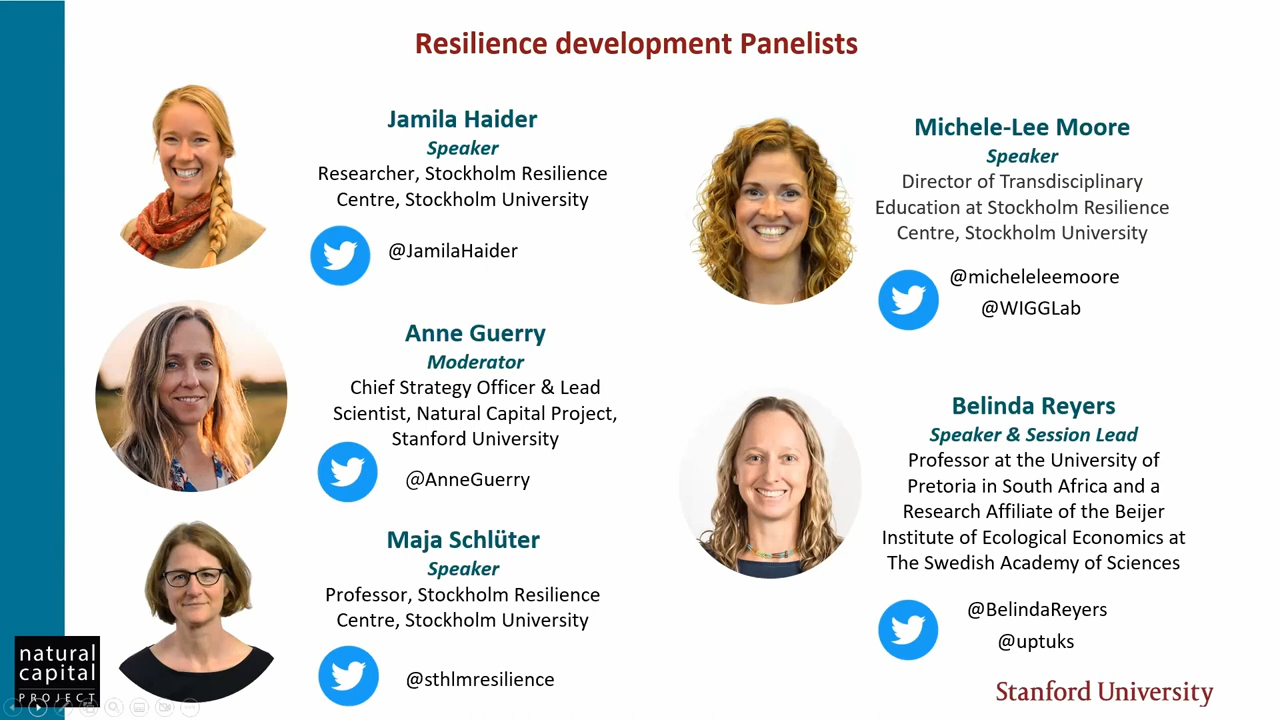 Resilience development Panelists
Jamila Haider
Speaker
Researcher, Stockholm Resilience
Centre, Stockholm University
@JamilaHaider
Anne Guerry
Moderator
Chief Strategy Officer & Lead
Scientist, Natural Capital Project,
Stanford University
@AnneGuerry
Maja Schlüter
Speaker
Professor, Stockholm Resilience
Centre, Stockholm University
@sthlmresilience
Michele-Lee Moore
Speaker
Director of Transdisciplinary
Education at Stockholm Resilience
Centre, Stockholm University
@micheleleemoore
@WIGGLab
Belinda Reyers
Speaker & Session Lead
Professor at the University of
Pretoria in South Africa and a
Research Affiliate of the Beijer
Institute of Ecological Economics at
The Swedish Academy of Sciences
@BelindaReyers
@uptuks
natural
capital
PROJECT
Stanford University